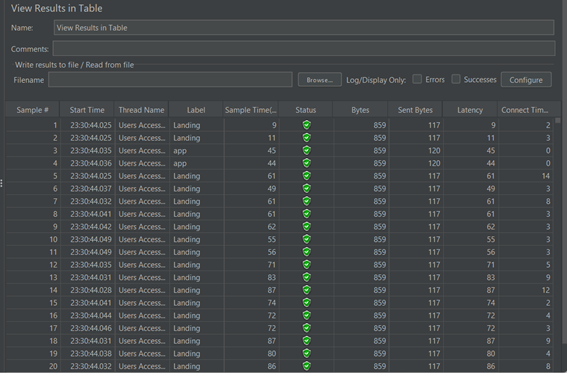 View Results in Table
Name: View Results in Table
Comments:
Write results to file / Read from file
Filename Browse... Log/Display Only: Errors Successes Configure
Sample # Start Time Thread Name Label Sample Time(... Status Bytes Sent Bytes Latency Connect Tim...
1 23:30:44.025 Users Access... Landing 9 859 117 9 2
2 23:30:44.025 Users Access... Landing 11 859 117 11 3
3 23:30:44.035 Users Access... app 45 859 120 45 0
4 23:30:44.036 Users Access... app 44 859 120 44 0
5 23:30:44.025 Users Access... Landing 61 859 117 61 14
6 23:30:44.037 Users Access... Landing 49 859 117 49 3
7 23:30:44.032 Users Access... Landing 61 859 117 61 8
8 23:30:44.041 Users Access... Landing 61 859 117 61 3
9 23:30:44.042 Users Access... Landing 62 859 117 62 3
10 23:30:44.049 Users Access... Landing 55 859 117 55 3
11 23:30:44.049 Users Access... Landing 56 859 117 56 3
12 23:30:44.035 Users Access... Landing 71 859 117 71 5
13 23:30:44.031 Users Access... Landing 83 859 117 83 9
14 23:30:44.028 Users Access... Landing 87 859 117 87 12
15 23:30:44.041 Users Access... Landing 74 859 117 74 2
16 23:30:44.044 Users Access... Landing 72 859 117 72 4
17 23:30:44.046 Users Access... Landing 72 859 117 72 3
18 23:30:44.031 Users Access... Landing 87 859 117 87 9
19 23:30:44.038 Users Access... Landing 80 859 117 80 4
20 23:30:44.032 Users Access... Landing 86 859 117 86 8